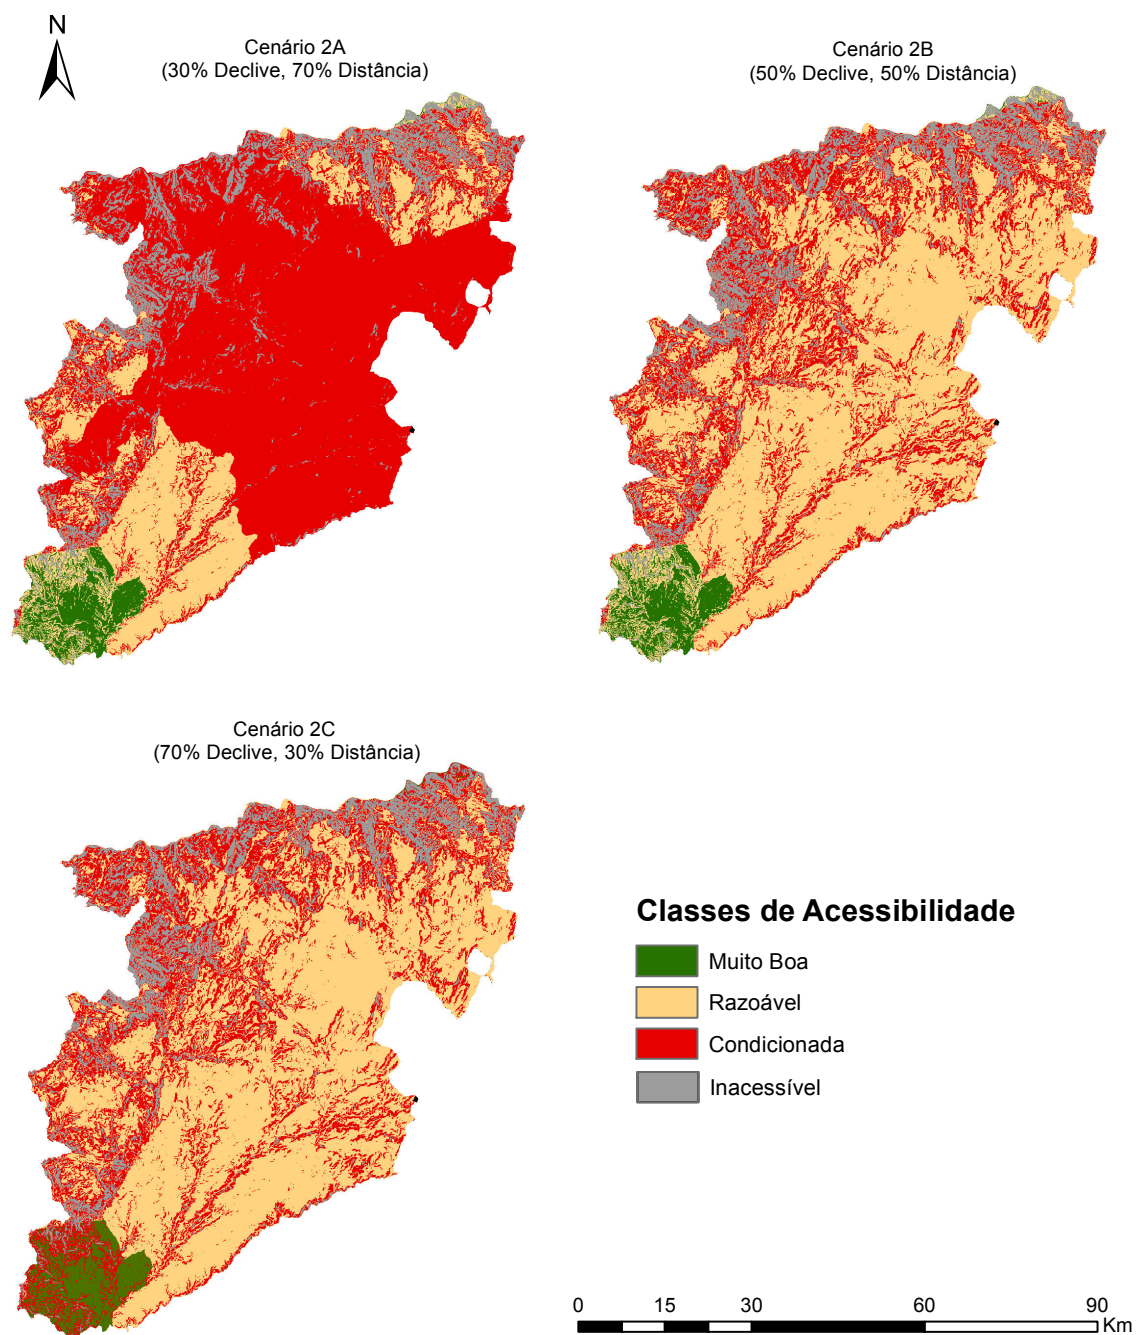 N
Cenário 2A
(30% Declive, 70% Distância)
Cenário 2B
(50% Declive, 50% Distância)
Cenário 2C
(70% Declive, 30% Distância)
Classes de Acessibilidade
Muito Boa
Razoável
Condicionada
Inacessível
0 15 30 60 90
Km